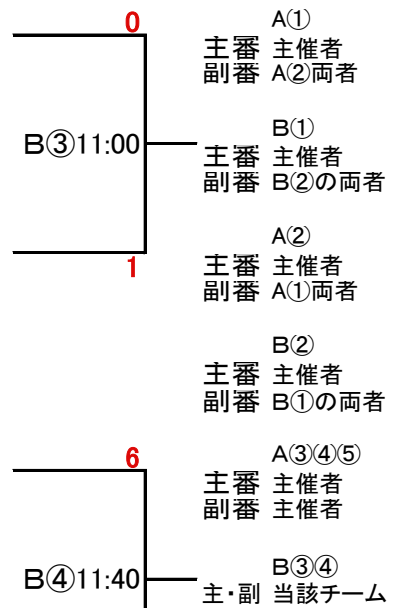 0
A①
主審 主催者
副審 A②両者
B①
B③11:00
主審 主催者
副審 B②の両者
A②
1
主審 主催者
副審 A①両者
B②
主審 主催者
副審 B①の両者
6
A③④⑤
主審 主催者
副審 主催者
B③④
B④11:40
主・副 当該チーム